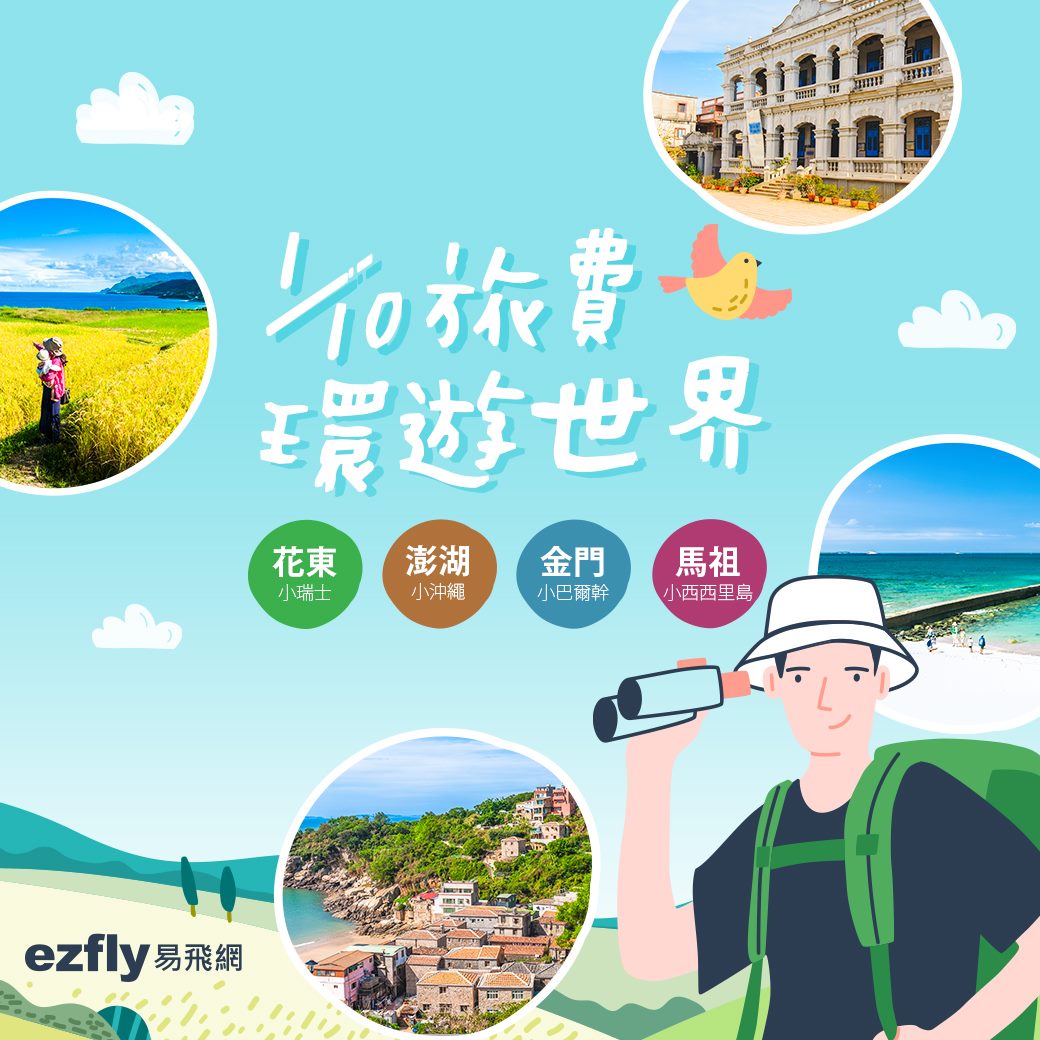 1/10旅費
環遊世界
花東
小瑞士
澎湖
小沖繩
金門
小巴爾幹
馬祖
小西西里島
ezfly易飛網